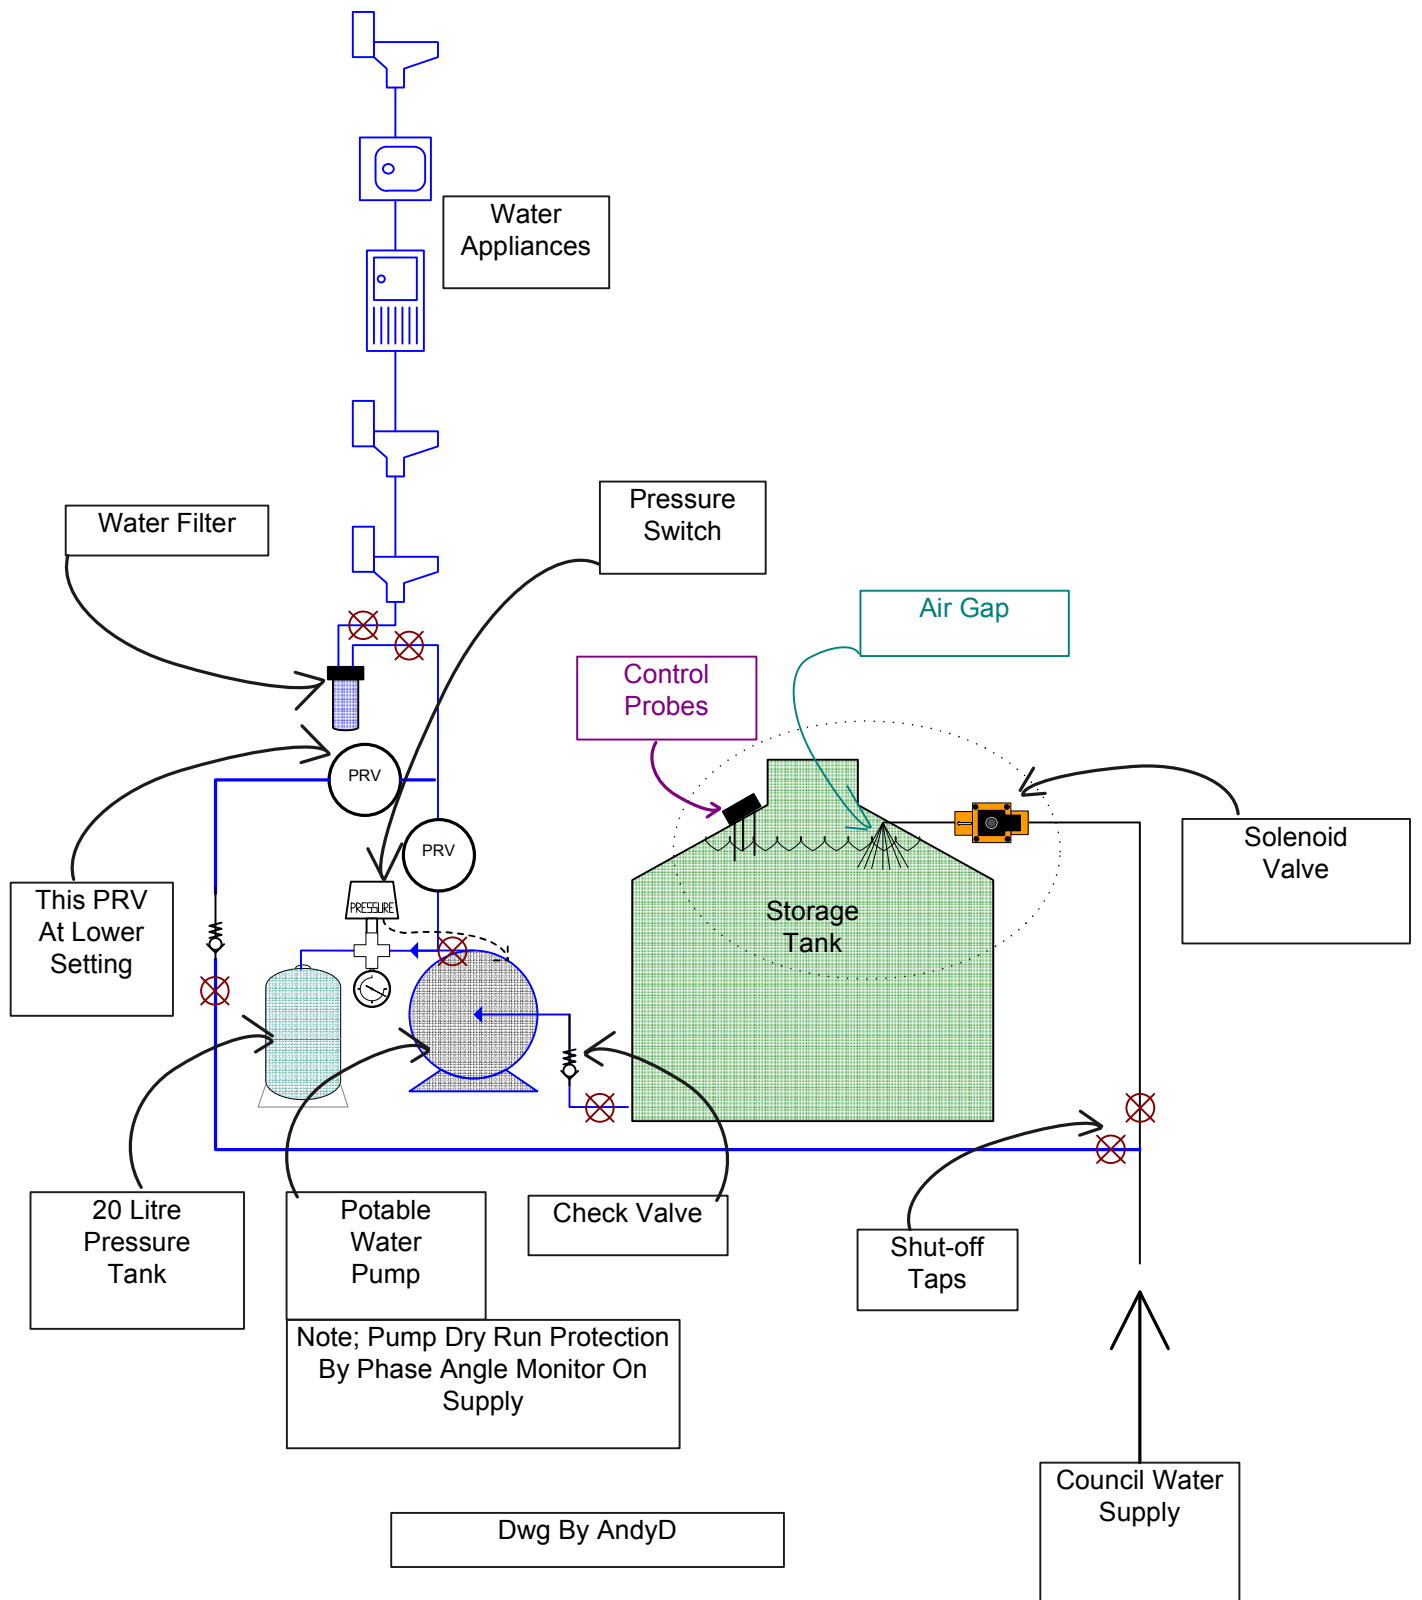 Water
Appliances
Pressure
Switch
Water Filter
Air Gap
Control
Probes
PRV
PRV
Solenoid
Valve
This PRV
At Lower
Setting
PRESSURE
Storage
Tank
20 Litre
Pressure
Tank
Potable
Water
Pump
Check Valve
Shut-off
Taps
Note; Pump Dry Run Protection
By Phase Angle Monitor On
Supply
Council Water
Supply
Dwg By AndyD